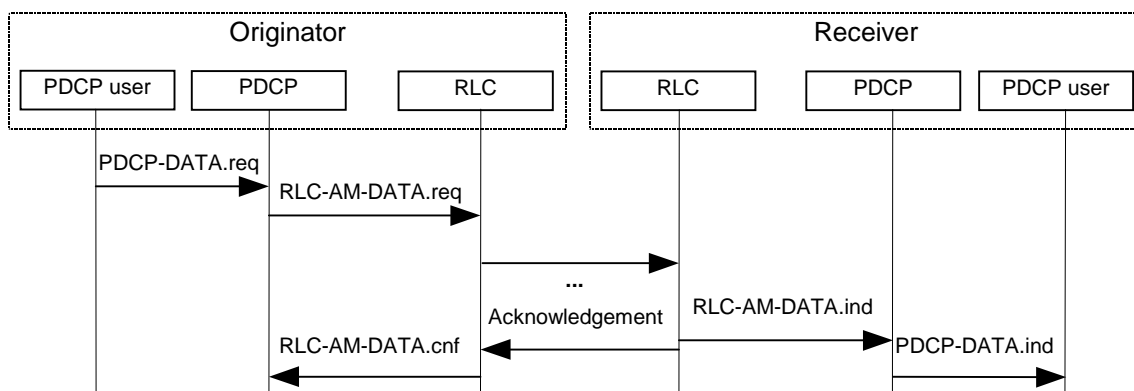 Originator
Receiver
PDCP user
PDCP
RLC
RLC
PDCP
PDCP user
PDCP-DATA.req
RLC-AM-DATA.req
...
Acknowledgement
RLC-AM-DATA.ind
RLC-AM-DATA.cnf
PDCP-DATA.ind